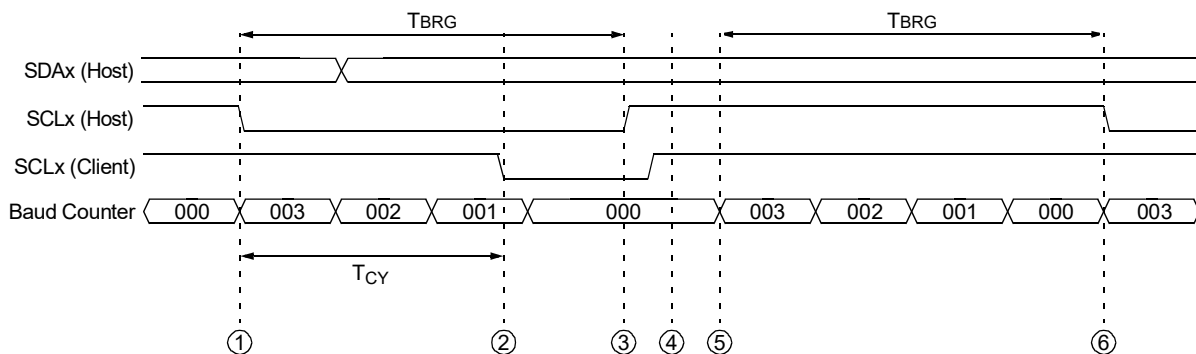 TBRG TBRG
SDAx (Host)
SCLx (Host)
SCLx (Client)
Baud Counter 000 003 002 001 000 003 002 001 000 003
TCY
① ② ③ ④ ⑤ ⑥